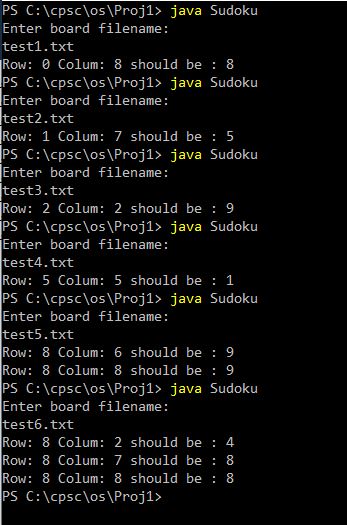 PS C:\cpsc\os\Proj1> java Sudoku
Enter board filename:
test1.txt
Row: 0 Colum: 8 should be : 8
PS C:\cpsc\os\Proj1> java Sudoku
Enter board filename:
test2.txt
Row: 1 Colum: 7 should be : 5
PS C:\cpsc\os\Proj1> java Sudoku
Enter board filename:
test3.txt
Row: 2 Colum: 2 should be : 9
PS C:\cpsc\os\Proj1> java Sudoku
Enter board filename:
test4.txt
Row: 5 Colum: 5 should be : 1
PS C:\cpsc\os\Proj1> java Sudoku
Enter board filename:
test5.txt
Row: 8 Colum: 6 should be : 9
Row: 8 Colum: 8 should be : 9
PS C:\cpsc\os\Proj1> java Sudoku
Enter board filename:
test6.txt
Row: 8 Colum: 2 should be : 4
Row: 8 Colum: 7 should be : 8
Row: 8 Colum: 8 should be : 8
PS C:\cpsc\os\Proj1>